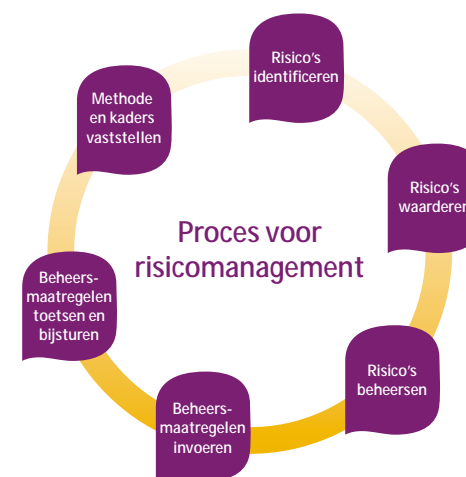 Proces voor
risicomanagement
Methode
en kaders
vaststellen
Risico's
identificeren
Risico's
waarderen
Risico's
beheersen
Beheers-
maatregelen
invoeren
Beheers-
maatregelen
toetsen en
bijsturen